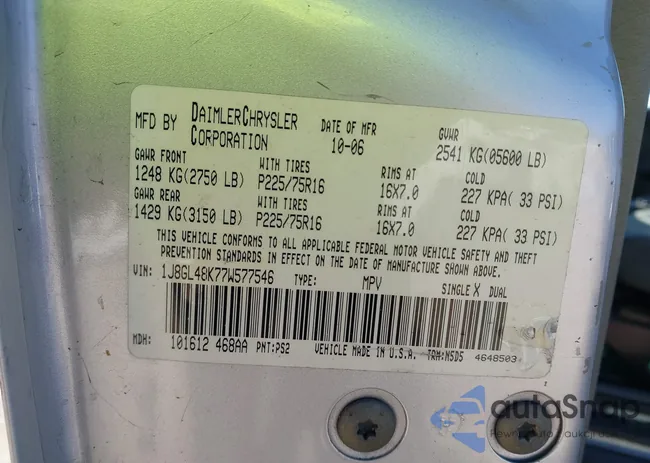 MFD BY DAIMLERCHRYSLER CORPORATION
DATE OF MFR 10-06
GVWR 2541 KG(05600 LB)
GAWR FRONT WITH TIRES RIMS AT COLD
1248 KG(2750 LB) P225/75R16 16X7.0 227 KPA( 33 PSI)
GAWR REAR WITH TIRES RIMS AT COLD
1429 KG(3150 LB) P225/75R16 16X7.0 227 KPA( 33 PSI)
THIS VEHICLE CONFORMS TO ALL APPLICABLE FEDERAL MOTOR VEHICLE SAFETY AND THEFT
PREVENTION STANDARDS IN EFFECT ON THE DATE OF MANUFACTURE SHOWN ABOVE.
VIN: 1J8GL48K77W577546 TYPE: MPV SINGLE X DUAL
MDH: 101612 468AA PNT:PS2 VEHICLE MADE IN U.S.A. TRM:N5D5 4648503
autoSnap